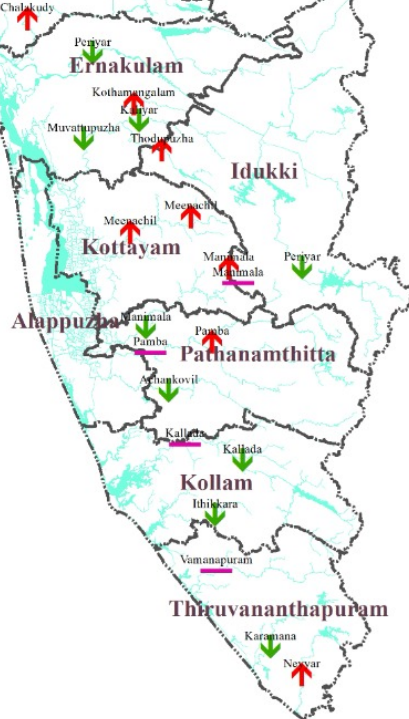 Chalakudy
Periyar
Ernakulam
Kothamangalam
Kaliyar
Muvattupuzha
Thodupuzha
Idukki
Meenachil
Meenachil
Kottayam
Manimala
Periyar
Manimala
Alappuzha
Manimala
Pamba
Pamba
Pathanamthitta
Achankovil
Kallada
Kallada
Kollam
Ithikkara
Vamanapuram
Thiruvananthapuram
Karamana
Neyyar